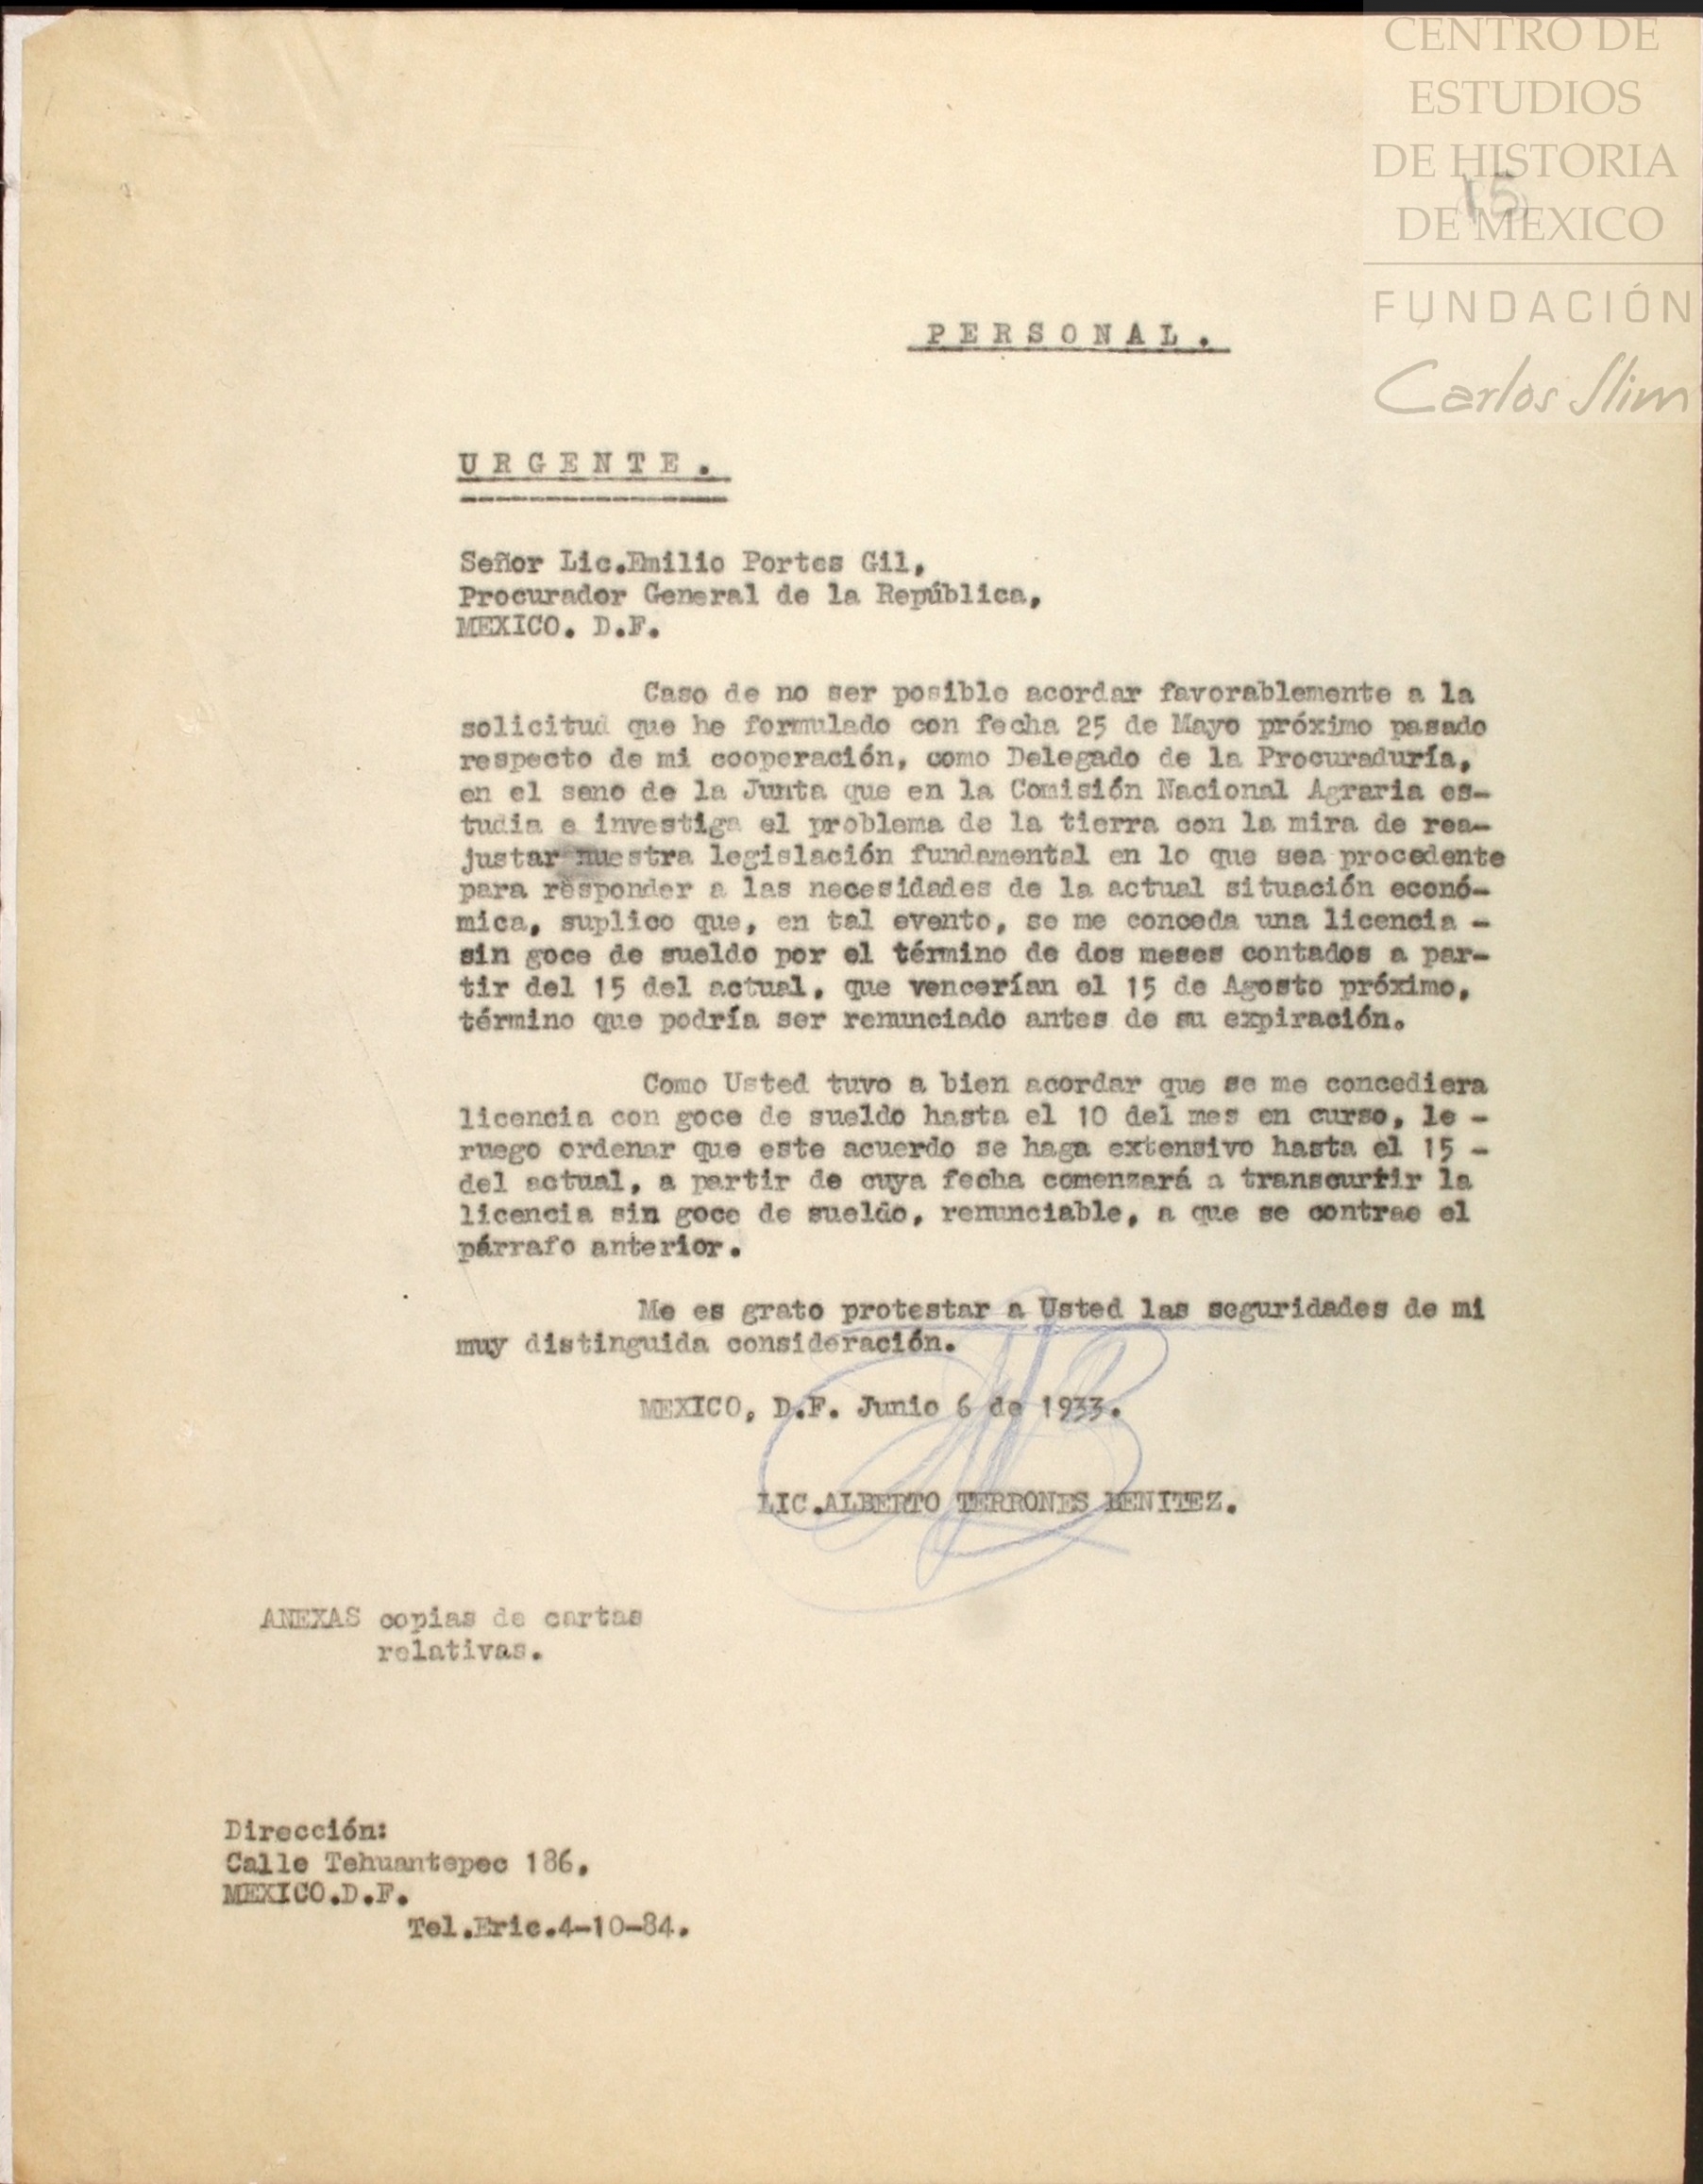 CENTRO DE
ESTUDIOS
DE HISTORIA
DE MEXICO
15
FUNDACIÓN
Carlos Slim
PERSONAL.
URGENTE.
Señor Lic.Emilio Portes Gil,
Procurador General de la República,
MEXICO. D.F.
Caso de no ser posible acordar favorablemente a la
solicitud que he formulado con fecha 25 de Mayo próximo pasado
respecto de mi cooperación, como Delegado de la Procuraduría,
en el seno de la Junta que en la Comisión Nacional Agraria es-
tudia e investiga el problema de la tierra con la mira de rea-
justar nuestra legislación fundamental en lo que sea procedente
para responder a las necesidades de la actual situación econó-
mica, suplico que, en tal evento, se me conceda una licencia -
sin goce de sueldo por el término de dos meses contados a par-
tir del 15 del actual, que vencerían el 15 de Agosto próximo,
término que podría ser renunciado antes de su expiración.
Como Usted tuvo a bien acordar que se me concediera
licencia con goce de sueldo hasta el 10 del mes en curso, le -
ruego ordenar que este acuerdo se haga extensivo hasta el 15 -
del actual, a partir de cuya fecha comenzará a transcurrir la
licencia sin goce de sueldo, renunciable, a que se contrae el
párrafo anterior.
Me es grato protestar a Usted las seguridades de mi
muy distinguida consideración.
MEXICO, D.F. Junio 6 de 1933.
LIC.ALBERTO TERRONES BENITEZ.
ANEXAS copias de cartas
relativas.
Dirección:
Calle Tehuantepec 186.
MEXICO.D.F.
Tel.Eric.4-10-84.